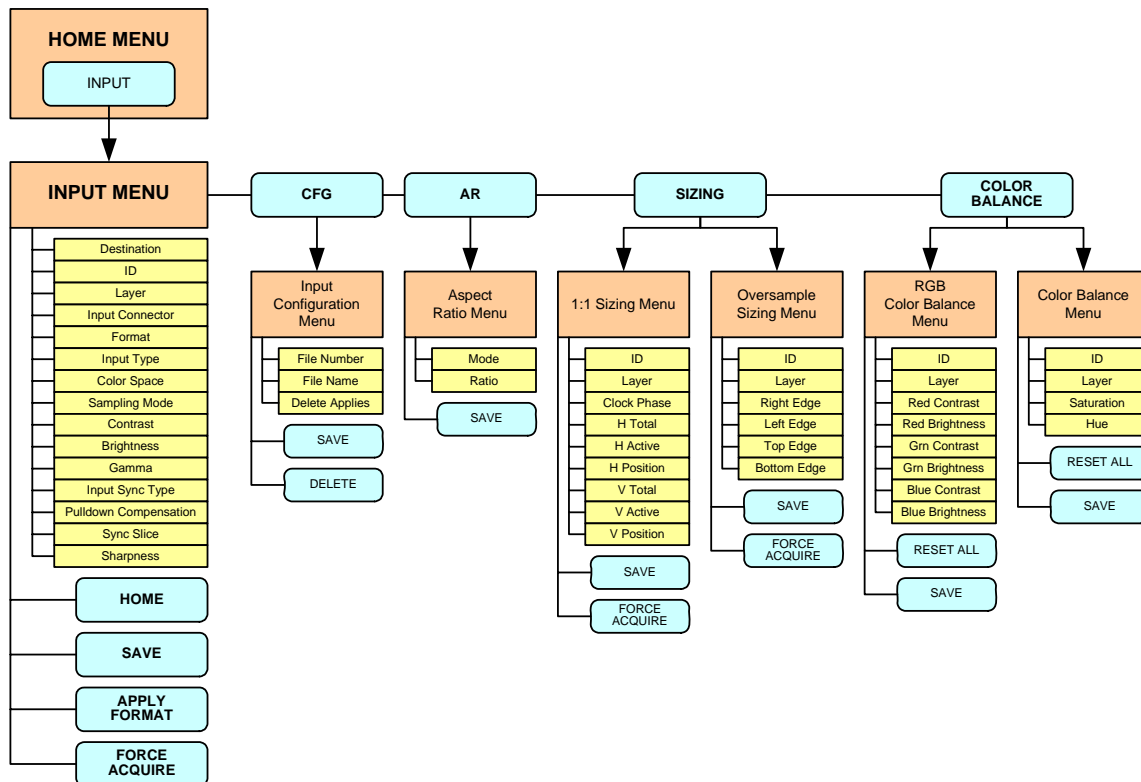 HOME MENU
INPUT
INPUT MENU
Destination
ID
Layer
Input Connector
Format
Input Type
Color Space
Sampling Mode
Contrast
Brightness
Gamma
Input Sync Type
Pulldown Compensation
Sync Slice
Sharpness
HOME
SAVE
APPLY
FORMAT
FORCE
ACQUIRE
CFG
Input
Configuration
Menu
File Number
File Name
Delete Applies
SAVE
DELETE
AR
Aspect
Ratio Menu
Mode
Ratio
SAVE
SIZING
1:1 Sizing Menu
ID
Layer
Clock Phase
H Total
H Active
H Position
V Total
V Active
V Position
SAVE
FORCE
ACQUIRE
Oversample
Sizing Menu
ID
Layer
Right Edge
Left Edge
Top Edge
Bottom Edge
SAVE
FORCE
ACQUIRE
COLOR
BALANCE
RGB
Color Balance
Menu
ID
Layer
Red Contrast
Red Brightness
Grn Contrast
Grn Brightness
Blue Contrast
Blue Brightness
RESET ALL
SAVE
Color Balance
Menu
ID
Layer
Saturation
Hue
RESET ALL
SAVE